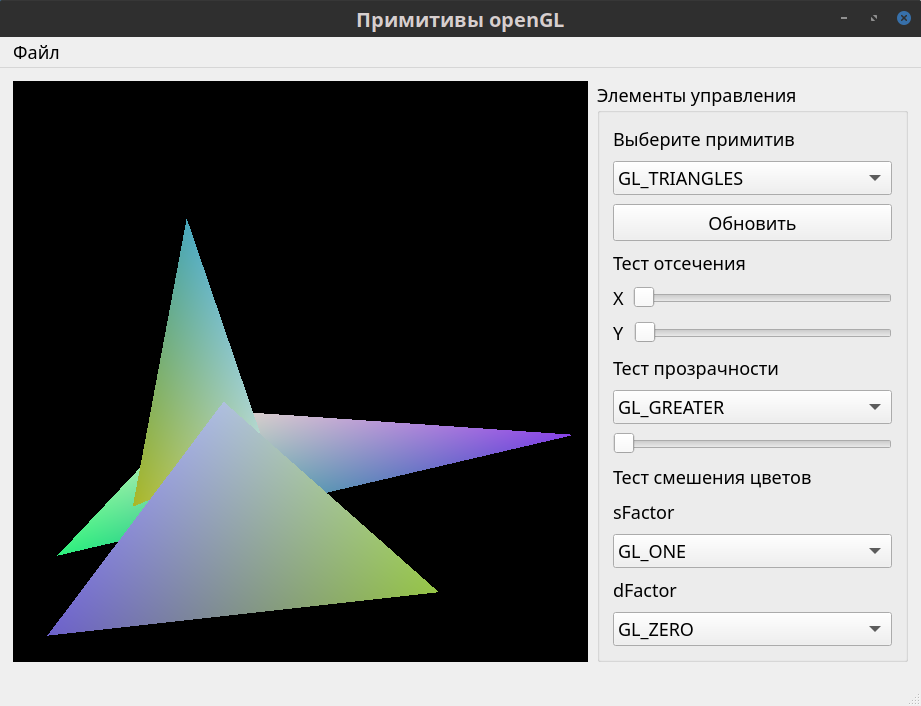 Примитивы openGL
Файл
Элементы управления
Выберите примитив
GL_TRIANGLES
Обновить
Тест отсечения
X
Y
Тест прозрачности
GL_GREATER
Тест смешения цветов
sFactor
GL_ONE
dFactor
GL_ZERO